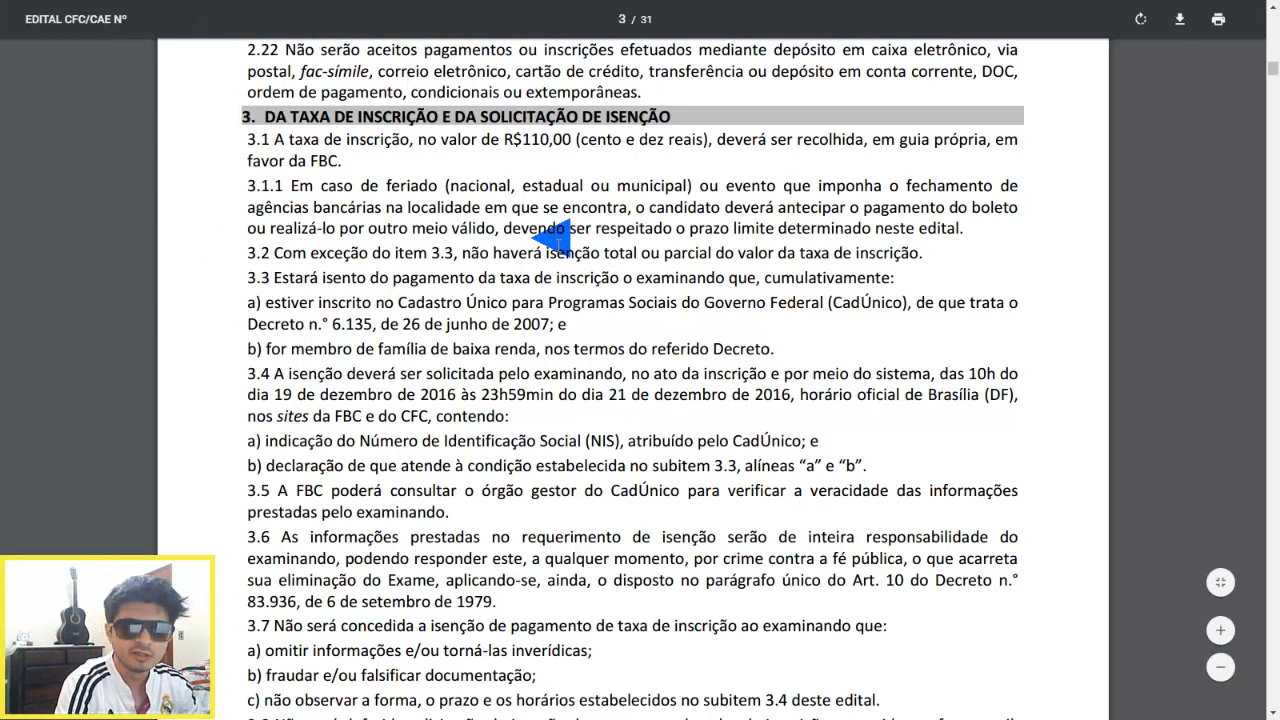 EDITAL CFC/CAE Nº
3 / 31
2.22 Não serão aceitos pagamentos ou inscrições efetuados mediante depósito em caixa eletrônico, via
postal, fac-símile, correio eletrônico, cartão de crédito, transferência ou depósito em conta corrente, DOC,
ordem de pagamento, condicionais ou extemporâneas.
3. DA TAXA DE INSCRIÇÃO E DA SOLICITAÇÃO DE ISENÇÃO
3.1 A taxa de inscrição, no valor de R$110,00 (cento e dez reais), deverá ser recolhida, em guia própria, em
favor da FBC.
3.1.1 Em caso de feriado (nacional, estadual ou municipal) ou evento que imponha o fechamento de
agências bancárias na localidade em que se encontra, o candidato deverá antecipar o pagamento do boleto
ou realizá-lo por outro meio válido, devendo ser respeitado o prazo limite determinado neste edital.
3.2 Com exceção do item 3.3, não haverá isenção total ou parcial do valor da taxa de inscrição.
3.3 Estará isento do pagamento da taxa de inscrição o examinando que, cumulativamente:
a) estiver inscrito no Cadastro Único para Programas Sociais do Governo Federal (CadÚnico), de que trata o
Decreto n.° 6.135, de 26 de junho de 2007; e
b) for membro de família de baixa renda, nos termos do referido Decreto.
3.4 A isenção deverá ser solicitada pelo examinando, no ato da inscrição e por meio do sistema, das 10h do
dia 19 de dezembro de 2016 às 23h59min do dia 21 de dezembro de 2016, horário oficial de Brasília (DF),
nos sites da FBC e do CFC, contendo:
a) indicação do Número de Identificação Social (NIS), atribuído pelo CadÚnico; e
b) declaração de que atende à condição estabelecida no subitem 3.3, alíneas “a” e “b”.
3.5 A FBC poderá consultar o órgão gestor do CadÚnico para verificar a veracidade das informações
prestadas pelo examinando.
3.6 As informações prestadas no requerimento de isenção serão de inteira responsabilidade do
examinando, podendo responder este, a qualquer momento, por crime contra a fé pública, o que acarreta
sua eliminação do Exame, aplicando-se, ainda, o disposto no parágrafo único do Art. 10 do Decreto n.°
83.936, de 6 de setembro de 1979.
3.7 Não será concedida a isenção de pagamento de taxa de inscrição ao examinando que:
a) omitir informações e/ou torná-las inverídicas;
b) fraudar e/ou falsificar documentação;
c) não observar a forma, o prazo e os horários estabelecidos no subitem 3.4 deste edital.